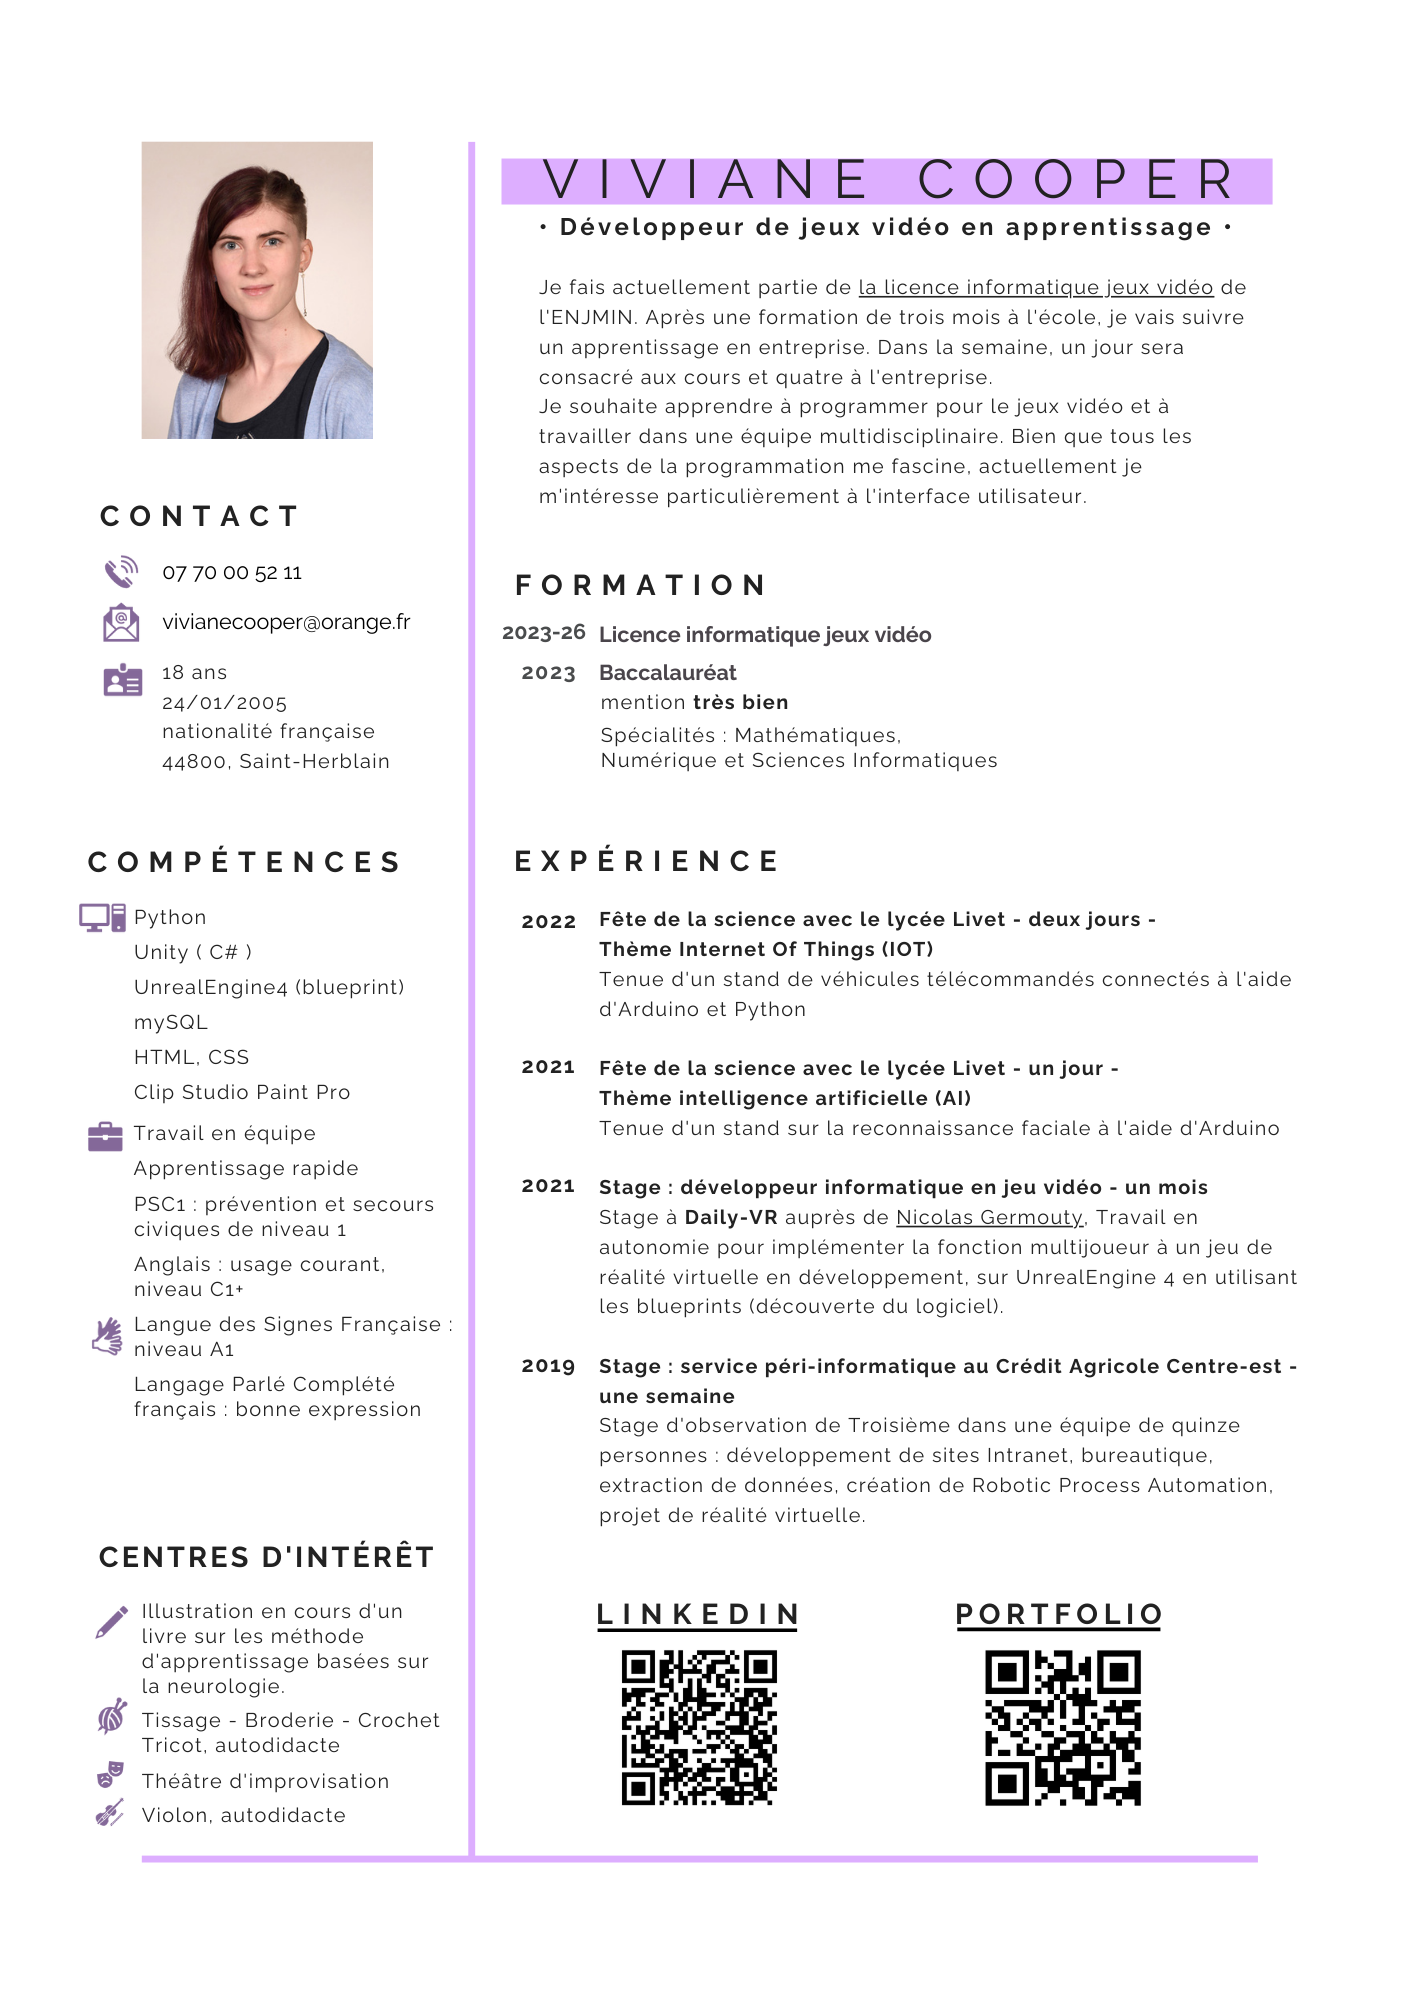 VIVIANE COOPER
• Développeur de jeux vidéo en apprentissage •
Je fais actuellement partie de la licence informatique jeux vidéo de
l'ENJMIN. Après une formation de trois mois à l'école, je vais suivre
un apprentissage en entreprise. Dans la semaine, un jour sera
consacré aux cours et quatre à l'entreprise.
Je souhaite apprendre à programmer pour le jeux vidéo et à
travailler dans une équipe multidisciplinaire. Bien que tous les
aspects de la programmation me fascine, actuellement je
m'intéresse particulièrement à l'interface utilisateur.
CONTACT
07 70 00 52 11
vivianecooper@orange.fr
18 ans
24/01/2005
nationalité française
44800, Saint-Herblain
COMPÉTENCES
Python
Unity ( C# )
UnrealEngine4 (blueprint)
mySQL
HTML, CSS
Clip Studio Paint Pro
Travail en équipe
Apprentissage rapide
PSC1 : prévention et secours
civiques de niveau 1
Anglais : usage courant,
niveau C1+
Langue des Signes Française :
niveau A1
Langage Parlé Complété
français : bonne expression
CENTRES D'INTÉRÊT
Illustration en cours d'un
livre sur les méthode
d'apprentissage basées sur
la neurologie.
Tissage - Broderie - Crochet
Tricot, autodidacte
Théâtre d'improvisation
Violon, autodidacte
FORMATION
2023-26 Licence informatique jeux vidéo
2023 Baccalauréat
mention très bien
Spécialités : Mathématiques,
Numérique et Sciences Informatiques
EXPÉRIENCE
2022 Fête de la science avec le lycée Livet - deux jours -
Thème Internet Of Things (IOT)
Tenue d'un stand de véhicules télécommandés connectés à l'aide
d'Arduino et Python
2021 Fête de la science avec le lycée Livet - un jour -
Thème intelligence artificielle (AI)
Tenue d'un stand sur la reconnaissance faciale à l'aide d'Arduino
2021 Stage : développeur informatique en jeu vidéo - un mois
Stage à Daily-VR auprès de Nicolas Germouty, Travail en
autonomie pour implémenter la fonction multijoueur à un jeu de
réalité virtuelle en développement, sur UnrealEngine 4 en utilisant
les blueprints (découverte du logiciel).
2019 Stage : service péri-informatique au Crédit Agricole Centre-est -
une semaine
Stage d'observation de Troisième dans une équipe de quinze
personnes : développement de sites Intranet, bureautique,
extraction de données, création de Robotic Process Automation,
projet de réalité virtuelle.
LINKEDIN
PORTFOLIO